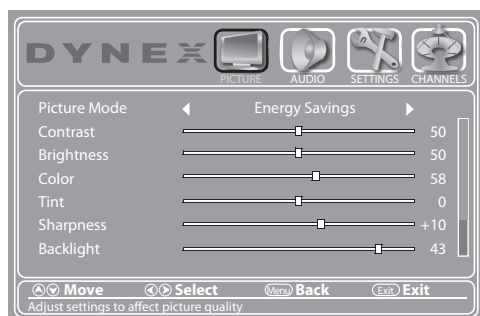 DYNEX
PICTURE AUDIO SETTINGS CHANNELS
Picture Mode Energy Savings
Contrast 50
Brightness 50
Color 58
Tint 0
Sharpness +10
Backlight 43
Move Select Menu Back Exit Exit
Adjust settings to affect picture quality